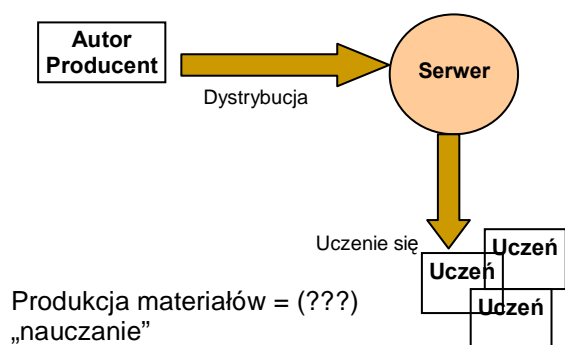 Autor
Producent
Serwer
Dystrybucja
Uczenie się
Uczeń
Uczeń
Uczeń
Produkcja materiałów = (???)
„nauczanie”